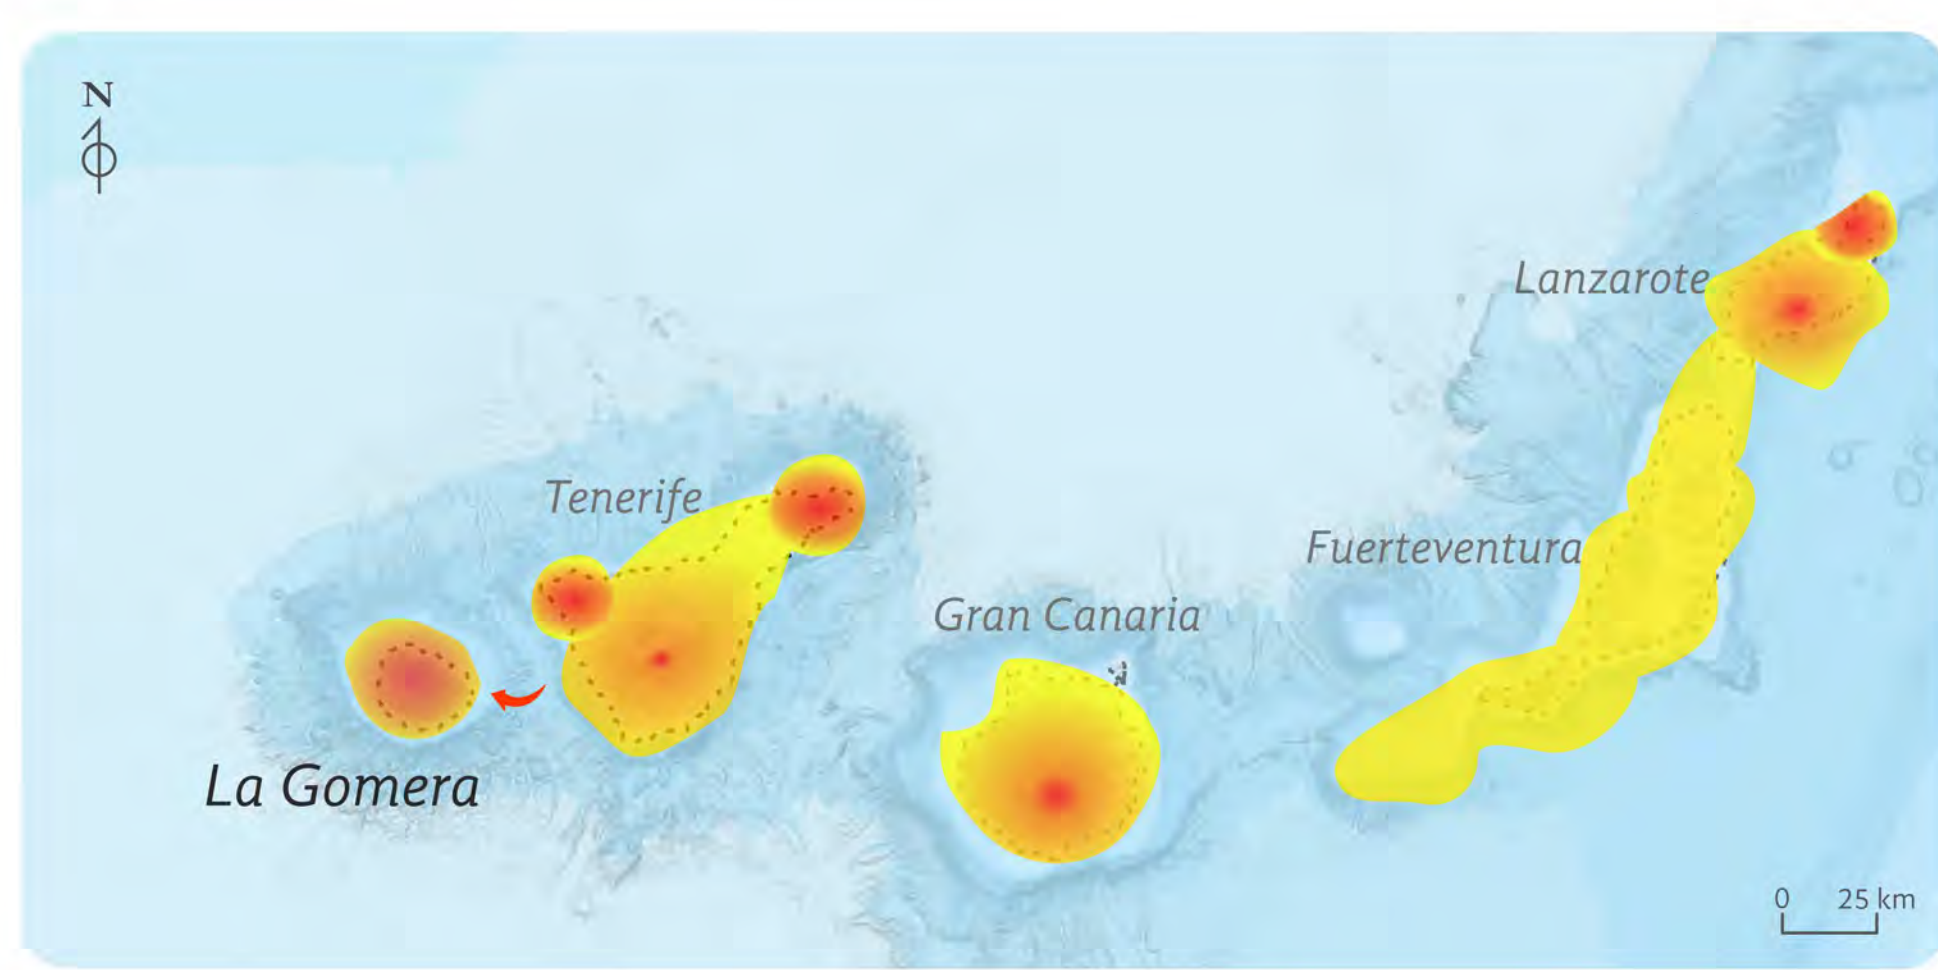 N
Lanzarote
Tenerife
Fuerteventura
Gran Canaria
La Gomera
0 25 km